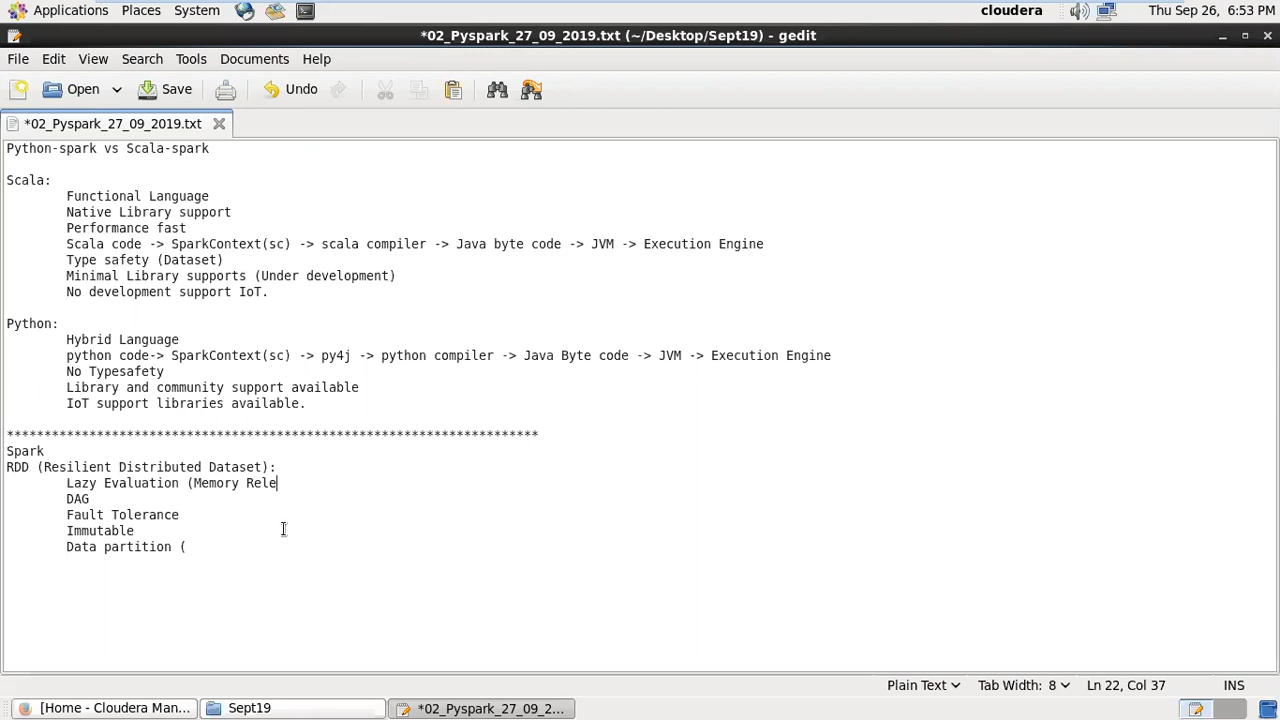 Applications Places System cloudera Thu Sep 26, 6:53 PM
*02_Pyspark_27_09_2019.txt (~/Desktop/Sept19) - gedit
File Edit View Search Tools Documents Help
Open Save Undo
*02_Pyspark_27_09_2019.txt
Python-spark vs Scala-spark
Scala:
Functional Language
Native Library support
Performance fast
Scala code -> SparkContext(sc) -> scala compiler -> Java byte code -> JVM -> Execution Engine
Type safety (Dataset)
Minimal Library supports (Under development)
No development support IoT.
Python:
Hybrid Language
python code-> SparkContext(sc) -> py4j -> python compiler -> Java Byte code -> JVM -> Execution Engine
No Typesafety
Library and community support available
IoT support libraries available.
***********************************************************************
Spark
RDD (Resilient Distributed Dataset):
Lazy Evaluation (Memory Rele
DAG
Fault Tolerance
Immutable
Data partition (
Plain Text Tab Width: 8 Ln 22, Col 37 INS
[Home - Cloudera Man... Sept19 *02_Pyspark_27_09_2...